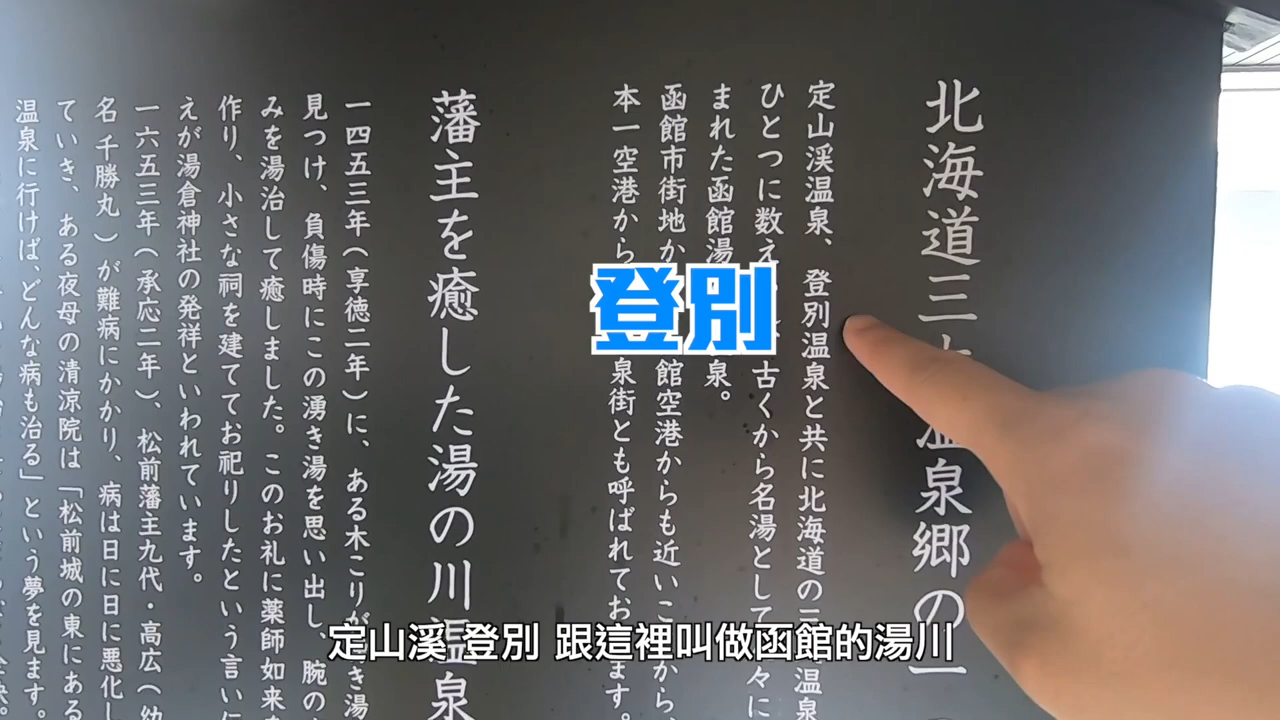 北海道三大温泉郷の一
定山渓温泉、登別温泉と共に北海道の三 温泉
ひとつに数え 古くから名湯として 々に
まれた函館湯 泉。
函館市街地か 館空港からも近いこ から、
本一空港から 泉街とも呼ばれてお ます。
藩主を癒した湯の川温泉
一四五三年(享徳二年)に、ある木こりが き湯
見つけ、負傷時にこの湧き湯を思い出し、腕の
みを湯治して癒しました。このお礼に薬師如来
作り、小さな祠を建ててお祀りしたという言い伝
えが湯倉神社の発祥といわれています。
一六五三年(承応二年)、松前藩主九代・高広(幼
名千勝丸)が難病にかかり、病は日に日に悪化し
ていき、ある夜母の清涼院は「松前城の東にある
温泉に行けば、どんな病も治る」という夢を見ます。
登別
定山溪 登別 跟這裡叫做函館的湯川